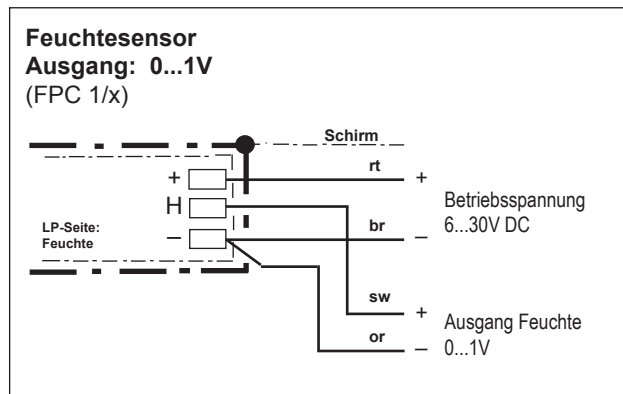 Feuchtesensor
Ausgang: 0...1V
(FPC 1/x)
Schirm
rt
+
+
Betriebsspannung
6...30V DC
H
LP-Seite:
Feuchte
–
br
–
sw
+
Ausgang Feuchte
0...1V
or
–